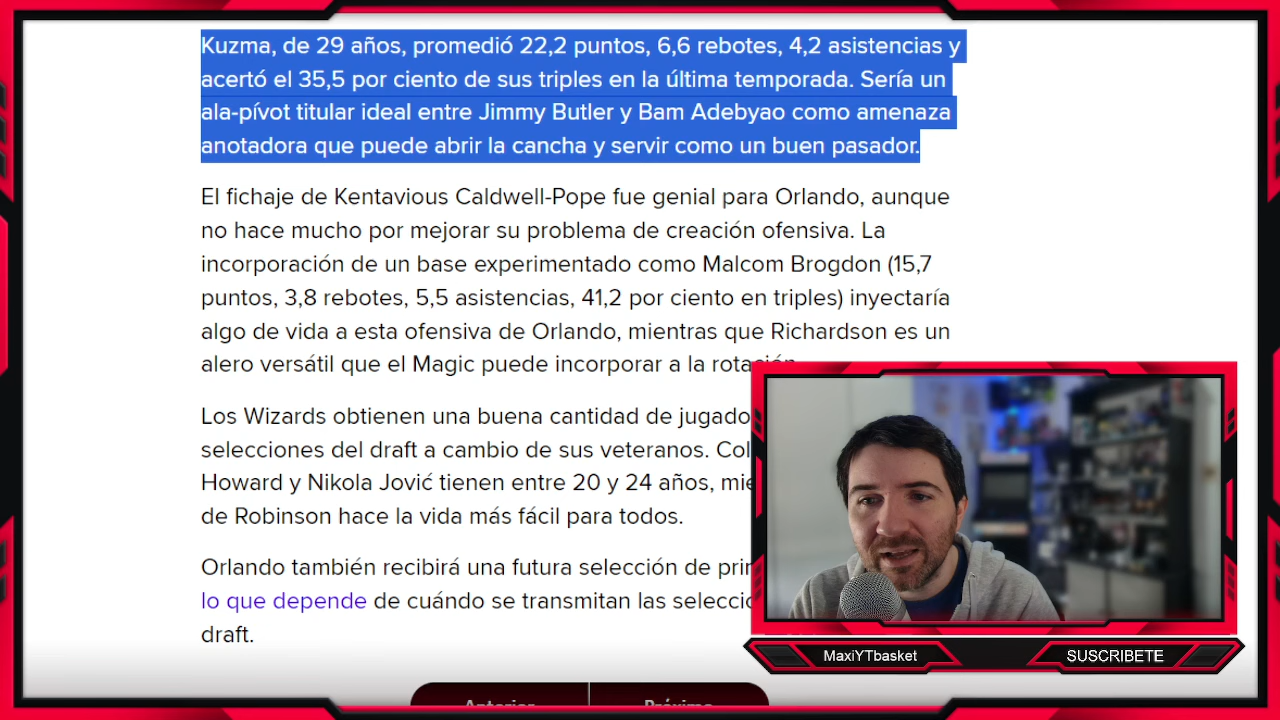 Kuzma, de 29 años, promedió 22,2 puntos, 6,6 rebotes, 4,2 asistencias y
acertó el 35,5 por ciento de sus triples en la última temporada. Sería un
ala-pívot titular ideal entre Jimmy Butler y Bam Adebyao como amenaza
anotadora que puede abrir la cancha y servir como un buen pasador.
El fichaje de Kentavious Caldwell-Pope fue genial para Orlando, aunque
no hace mucho por mejorar su problema de creación ofensiva. La
incorporación de un base experimentado como Malcom Brogdon (15,7
puntos, 3,8 rebotes, 5,5 asistencias, 41,2 por ciento en triples) inyectaría
algo de vida a esta ofensiva de Orlando, mientras que Richardson es un
alero versátil que el Magic puede incorporar a la rotación.
Los Wizards obtienen una buena cantidad de jugado
selecciones del draft a cambio de sus veteranos. Col
Howard y Nikola Jović tienen entre 20 y 24 años, mie
de Robinson hace la vida más fácil para todos.
Orlando también recibirá una futura selección de prim
lo que depende de cuándo se transmitan las selecció
draft.
MaxiYTbasket
SUSCRIBETE
Anterior
Próximo